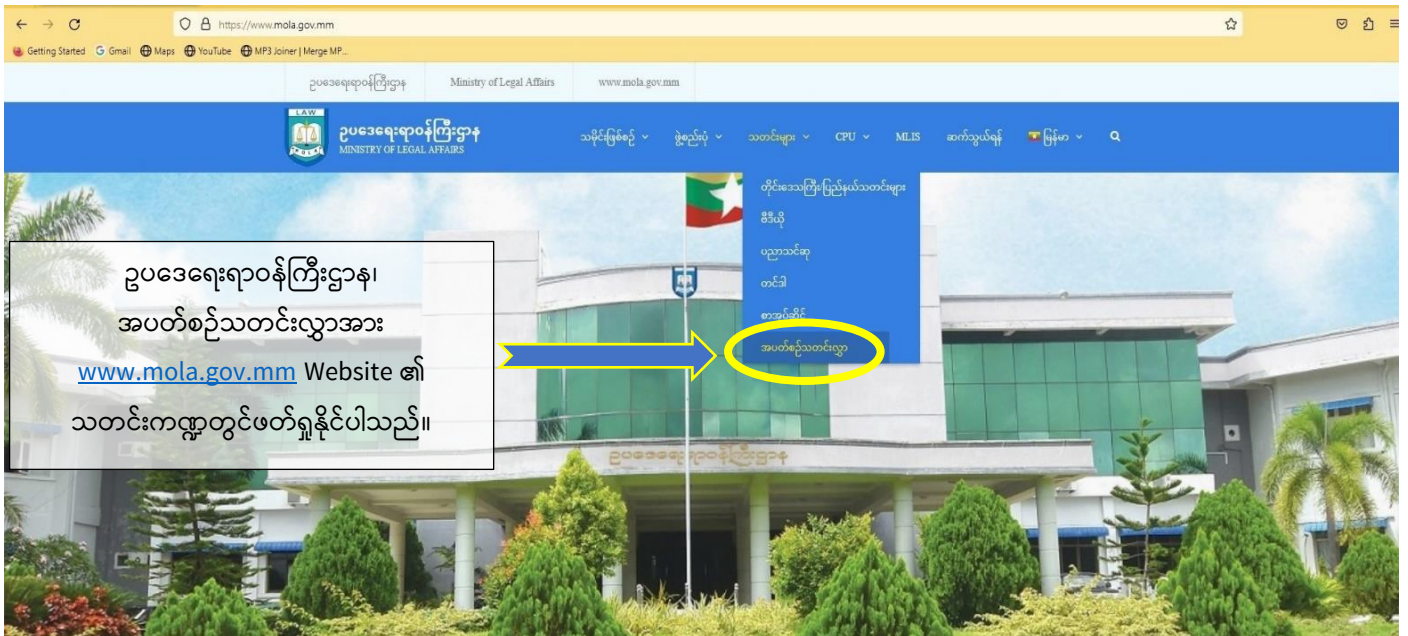 https://www.mola.gov.mm
Getting Started Gmail Maps YouTube MP3 Joiner | Merge MP...
ဥပဒေရေးရာဝန်ကြီးဌာန Ministry of Legal Affairs www.mola.gov.mm
LAW
ဥပဒေရေးရာဝန်ကြီးဌာန
MINISTRY OF LEGAL AFFAIRS
သမိုင်းဖြစ်စဉ် ဖွဲ့စည်းပုံ သတင်းများ CPU MLIS ဆက်သွယ်ရန် မြန်မာ
တိုင်းဒေသကြီး/ပြည်နယ်သတင်းများ
ဗီဒီယို
ပညာသင်ဆု
တင်ဒါ
စာအုပ်ဆိုင်
အပတ်စဉ်သတင်းလွှာ
ဥပဒေရေးရာဝန်ကြီးဌာန၊
အပတ်စဉ်သတင်းလွှာအား
www.mola.gov.mm Website ၏
သတင်းကဏ္ဍတွင်ဖတ်ရှုနိုင်ပါသည်။
ဥပဒေရေးရာဝန်ကြီးဌာန